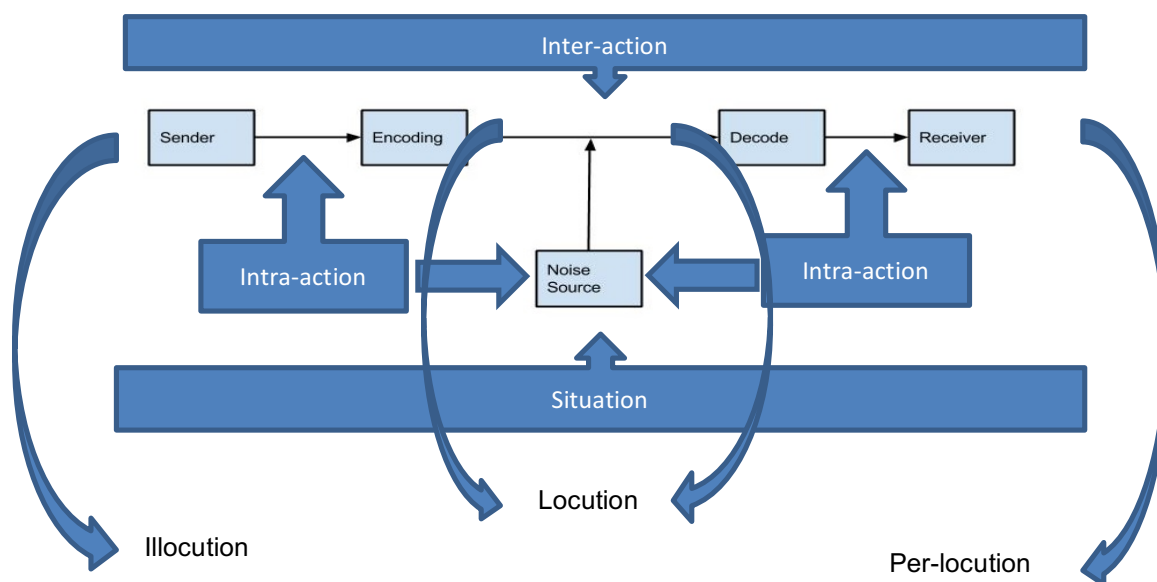 Inter-action
Sender
Encoding
Decode
Receiver
Intra-action
Noise
Source
Intra-action
Situation
Locution
Illocution
Per-locution